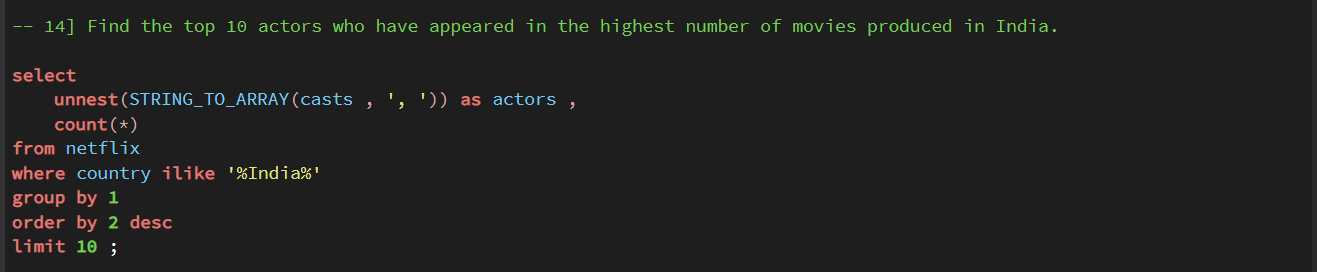 -- 14] Find the top 10 actors who have appeared in the highest number of movies produced in India.
select
unnest(STRING_TO_ARRAY(casts , ', ')) as actors ,
count(*)
from netflix
where country ilike '%India%'
group by 1
order by 2 desc
limit 10 ;